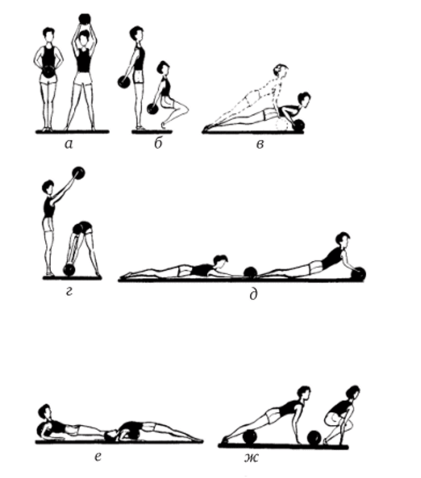 а б в
г д
е ж